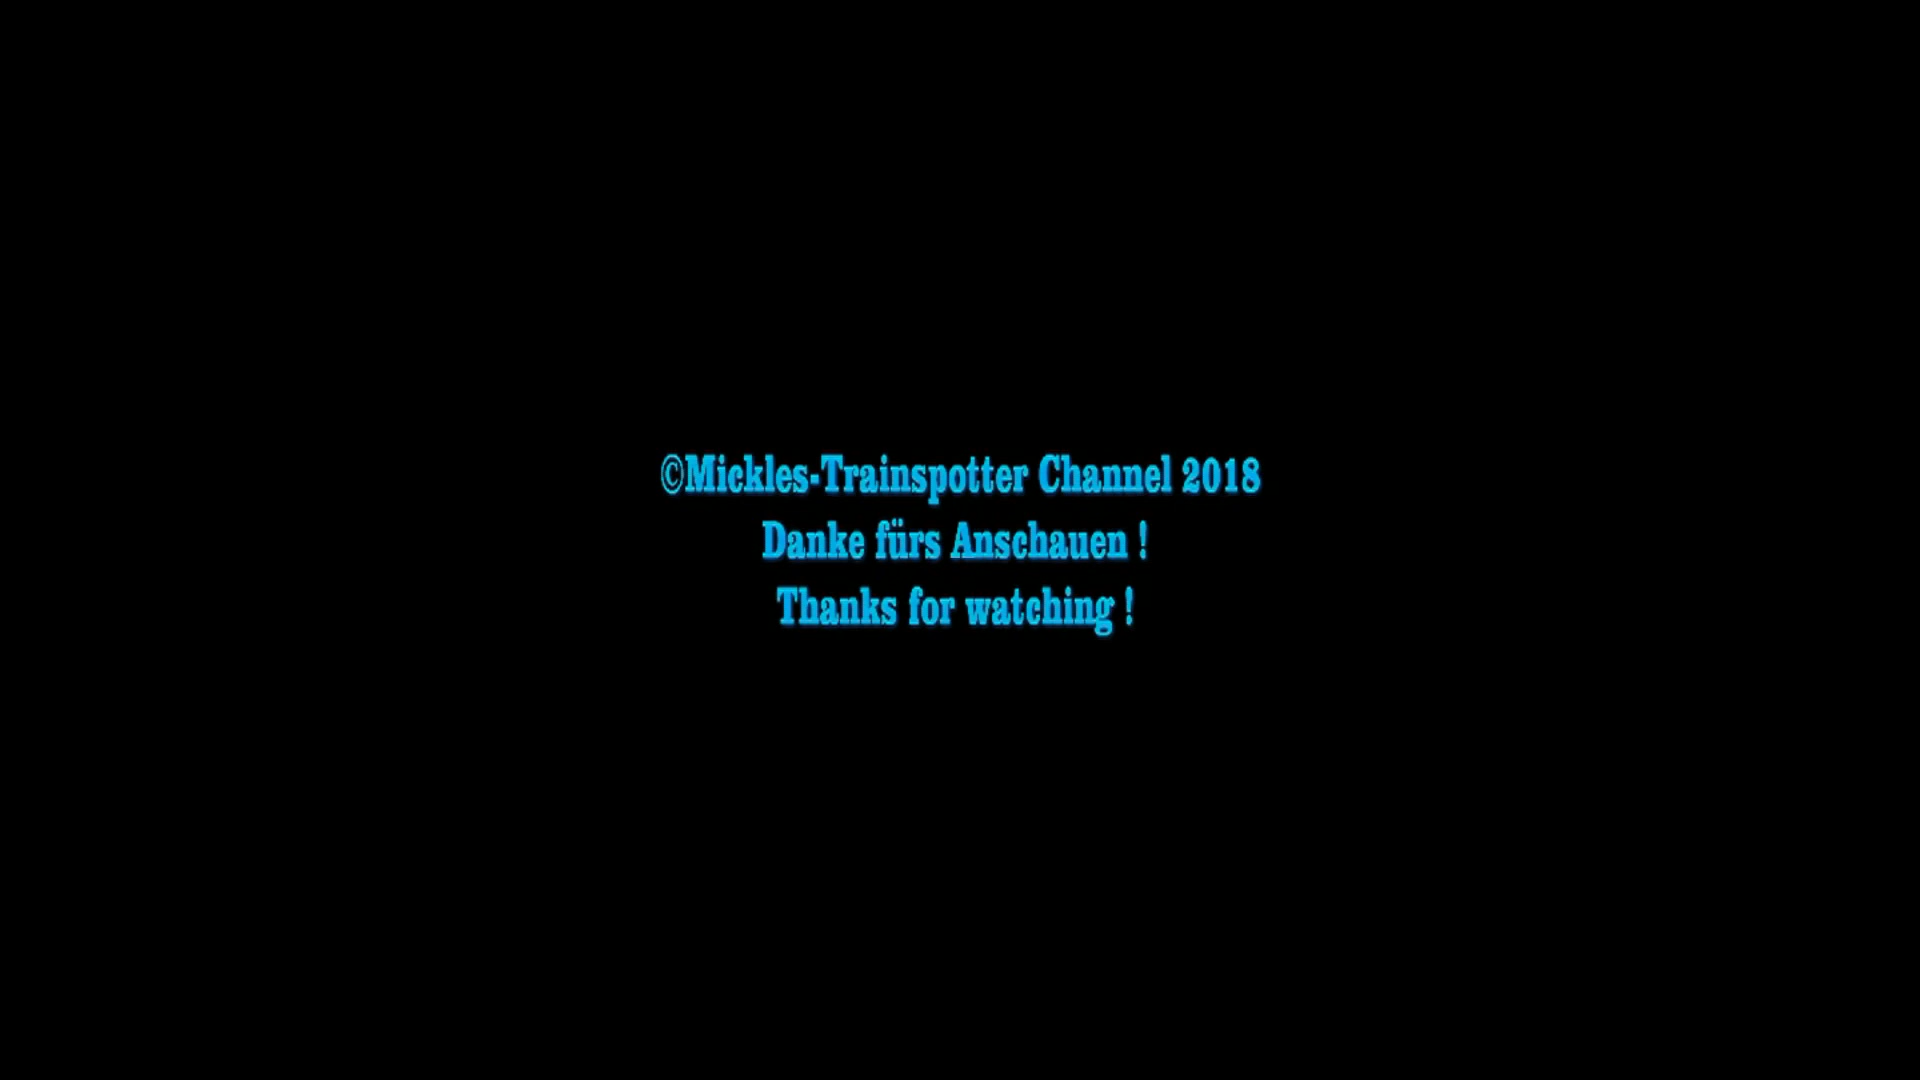 ©Mickles-Trainspotter Channel 2018
Danke fürs Anschauen !
Thanks for watching !